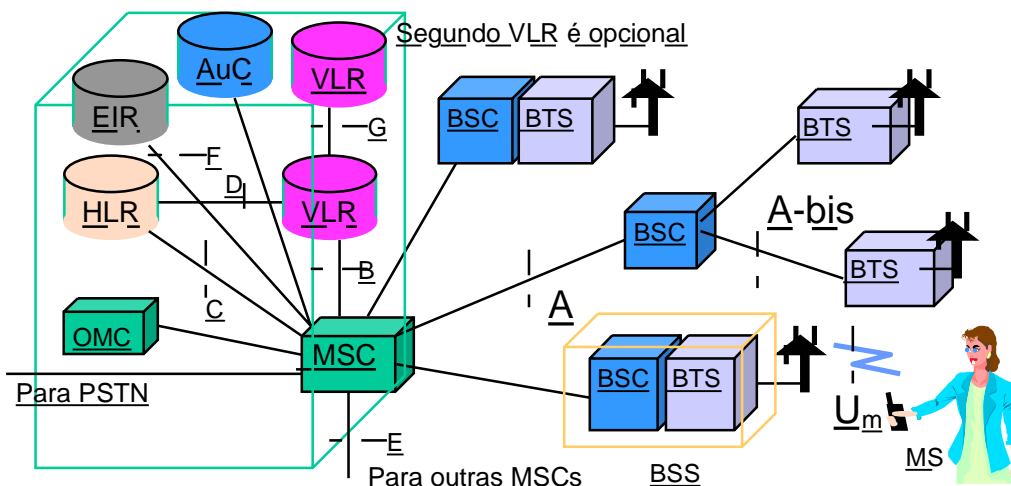 Segundo VLR é opcional
AuC
VLR
EIR
BSC
BTS
BTS
G
F
D
HLR
VLR
BSC
A-bis
BTS
B
C
A
OMC
MSC
BSC
BTS
Para PSTN
Um
E
MS
Para outras MSCs
BSS